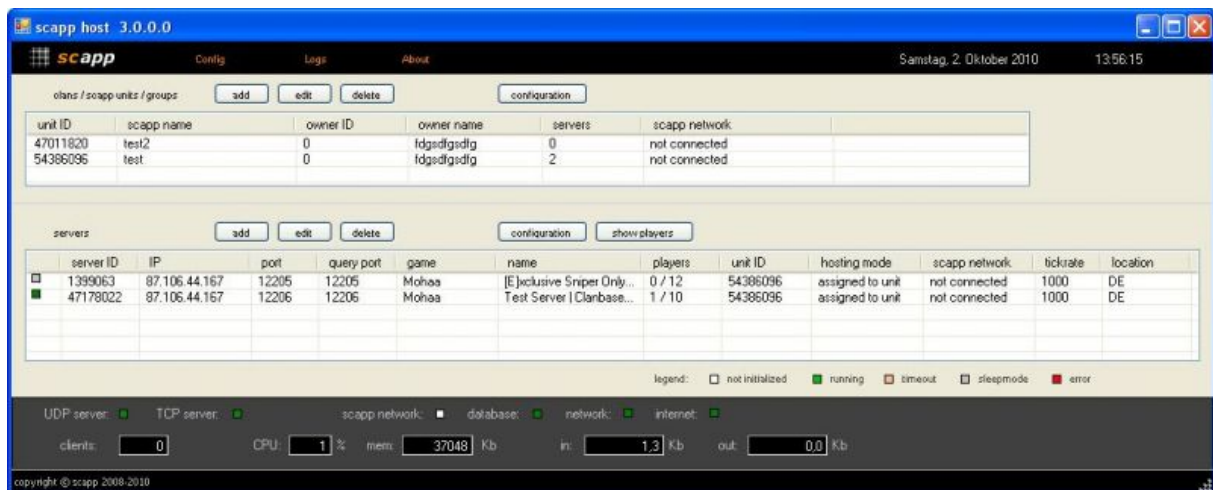 scapp host 3.0.0.0
scapp Config Logs About Samstag, 2. Oktober 2010 13:56:15
clans / scapp units / groups add edit delete configuration
unit ID scapp name owner ID owner name servers scapp network
47011820 test2 0 fdgsdfgsdfg 0 not connected
54386096 test 0 fdgsdfgsdfg 2 not connected
servers add edit delete configuration show players
server ID IP port query port game name players unit ID hosting mode scapp network tickrate location
1399063 87.106.44.167 12205 12205 Mohaa [E]xclusive Sniper Only... 0 / 12 54386096 assigned to unit not connected 1000 DE
47178022 87.106.44.167 12206 12206 Mohaa Test Server | Clanbase... 1 / 10 54386096 assigned to unit not connected 1000 DE
legend: not initialized running timeout sleepmode error
UDP server: TCP server: scapp network: database: network: internet:
clients: 0 CPU: 1 % mem: 37048 Kb in: 1,3 Kb out: 0,0 Kb
copyright © scapp 2008-2010